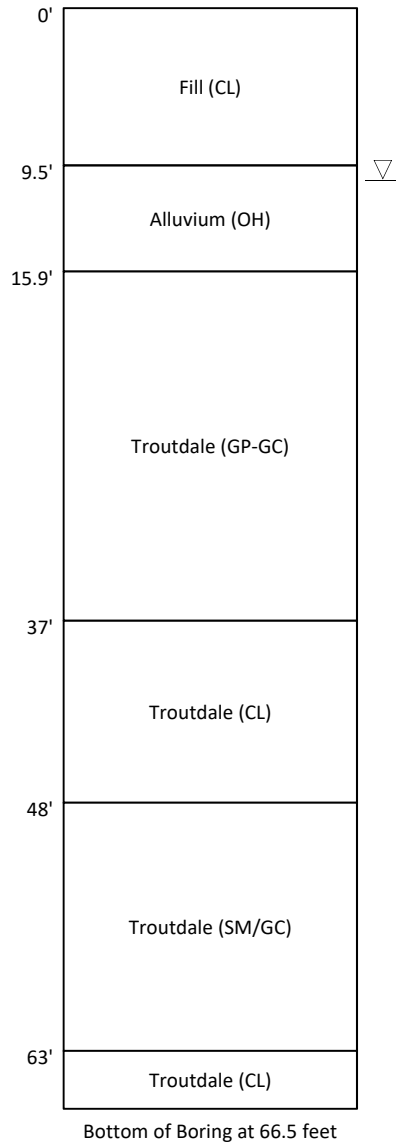 0'
Fill (CL)
9.5'
Alluvium (OH)
15.9'
Troutdale (GP-GC)
37'
Troutdale (CL)
48'
Troutdale (SM/GC)
63'
Troutdale (CL)
Bottom of Boring at 66.5 feet